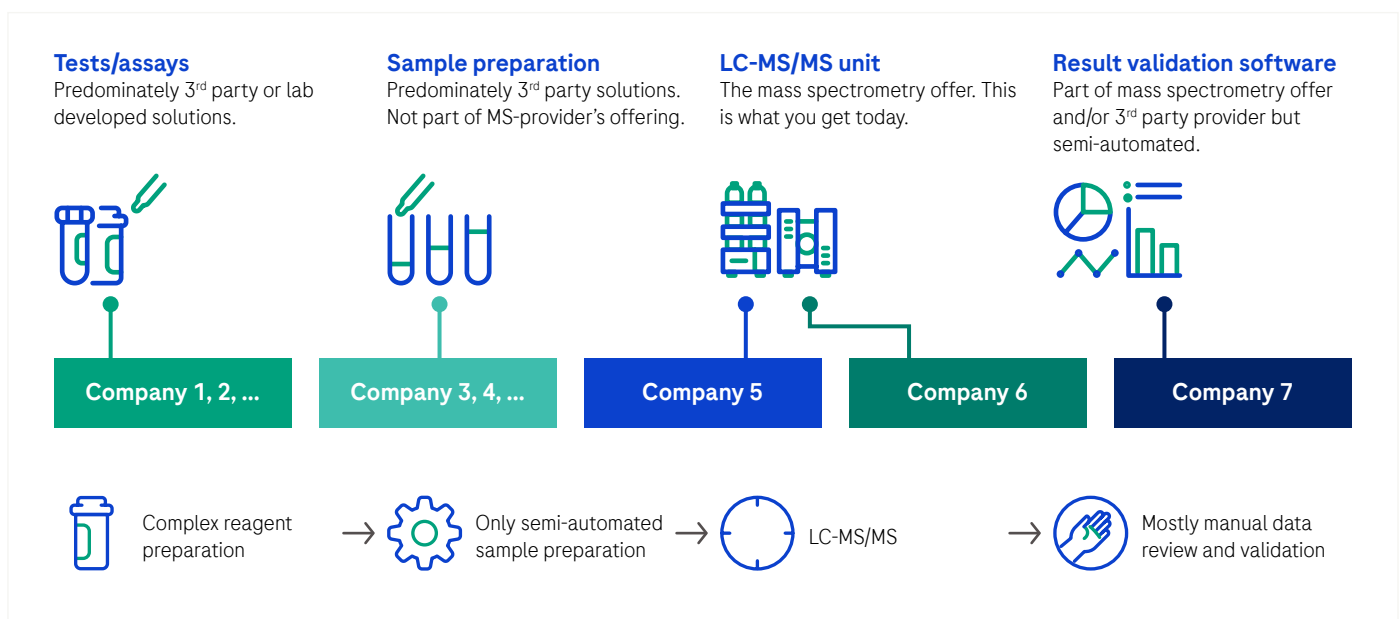 Tests/assays
Predominately 3rd party or lab
developed solutions.
Sample preparation
Predominately 3rd party solutions.
Not part of MS-provider's offering.
LC-MS/MS unit
The mass spectrometry offer. This
is what you get today.
Result validation software
Part of mass spectrometry offer
and/or 3rd party provider but
semi-automated.
Company 1, 2, ...
Company 3, 4, ...
Company 5
Company 6
Company 7
Complex reagent
preparation
Only semi-automated
sample preparation
LC-MS/MS
Mostly manual data
review and validation